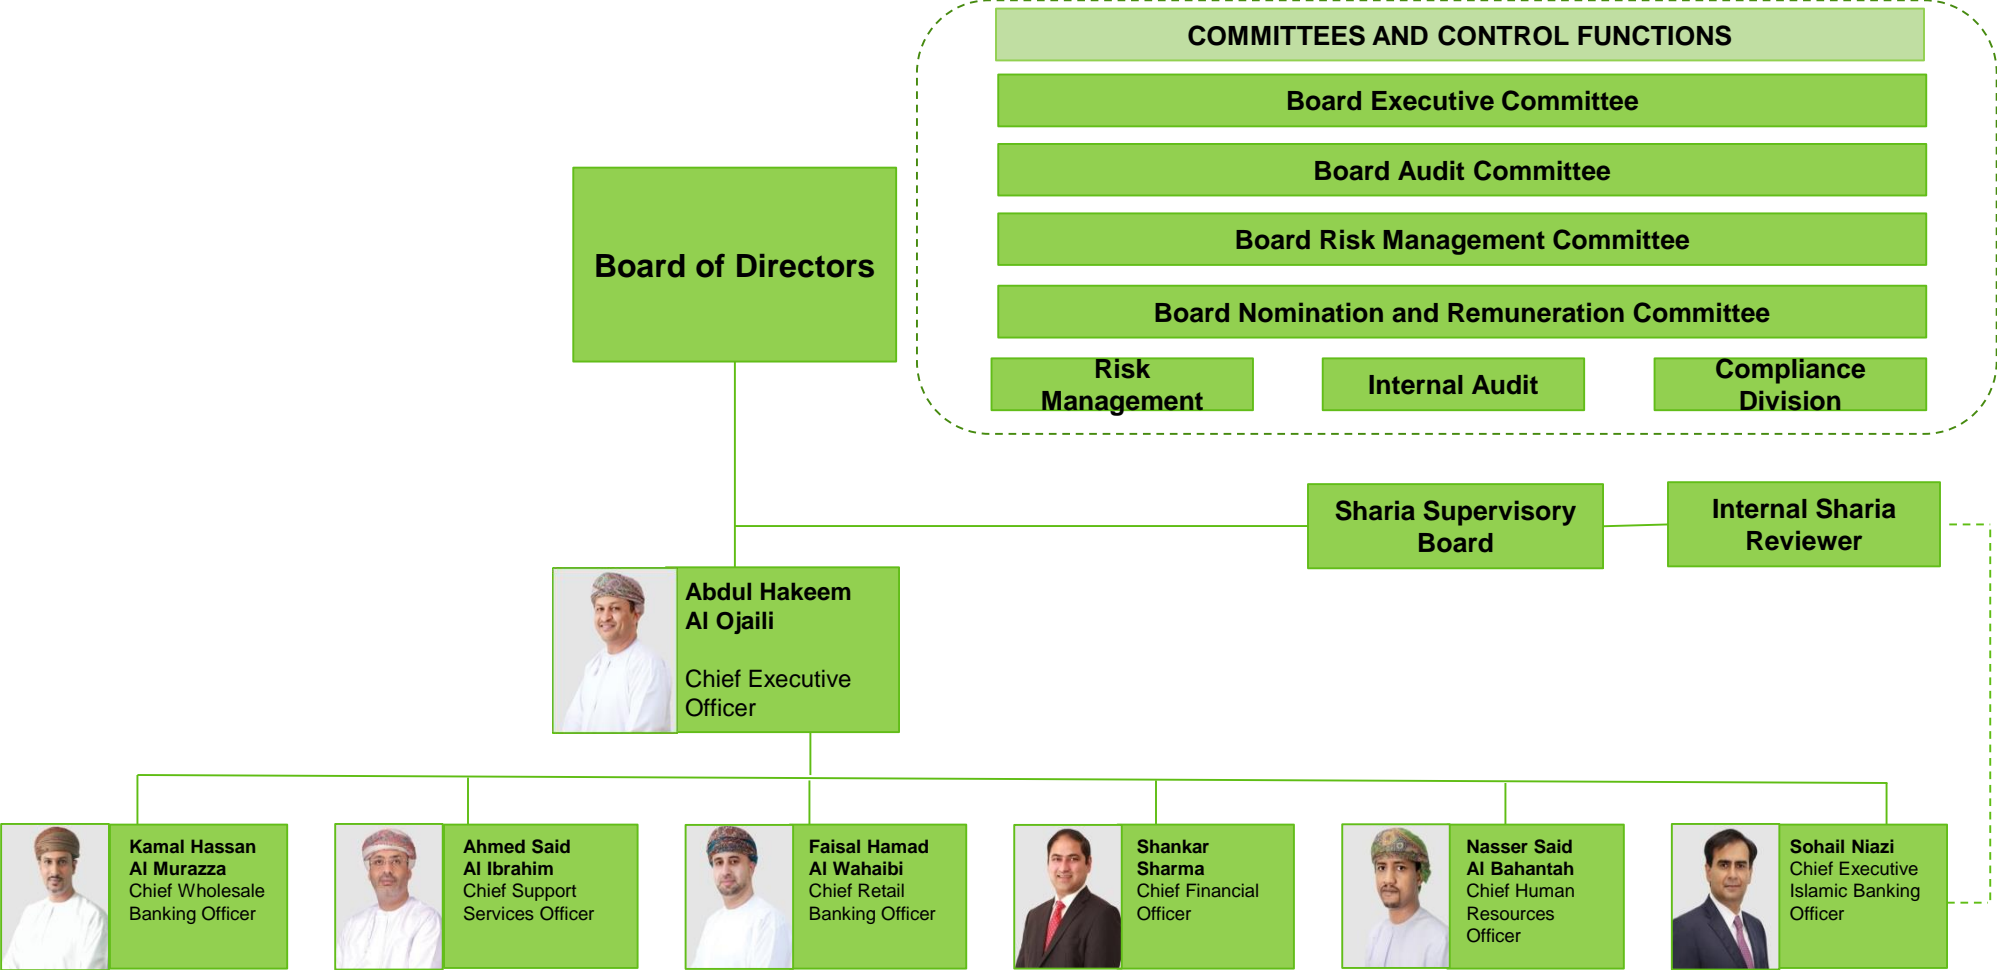 COMMITTEES AND CONTROL FUNCTIONS
Board Executive Committee
Board Audit Committee
Board Risk Management Committee
Board Nomination and Remuneration Committee
Risk
Management
Internal Audit
Compliance
Division
Board of Directors
Sharia Supervisory
Board
Internal Sharia
Reviewer
Abdul Hakeem
Al Ojaili
Chief Executive
Officer
Kamal Hassan
Al Murazza
Chief Wholesale
Banking Officer
Ahmed Said
Al Ibrahim
Chief Support
Services Officer
Faisal Hamad
Al Wahaibi
Chief Retail
Banking Officer
Shankar
Sharma
Chief Financial
Officer
Nasser Said
Al Bahantah
Chief Human
Resources
Officer
Sohail Niazi
Chief Executive
Islamic Banking
Officer